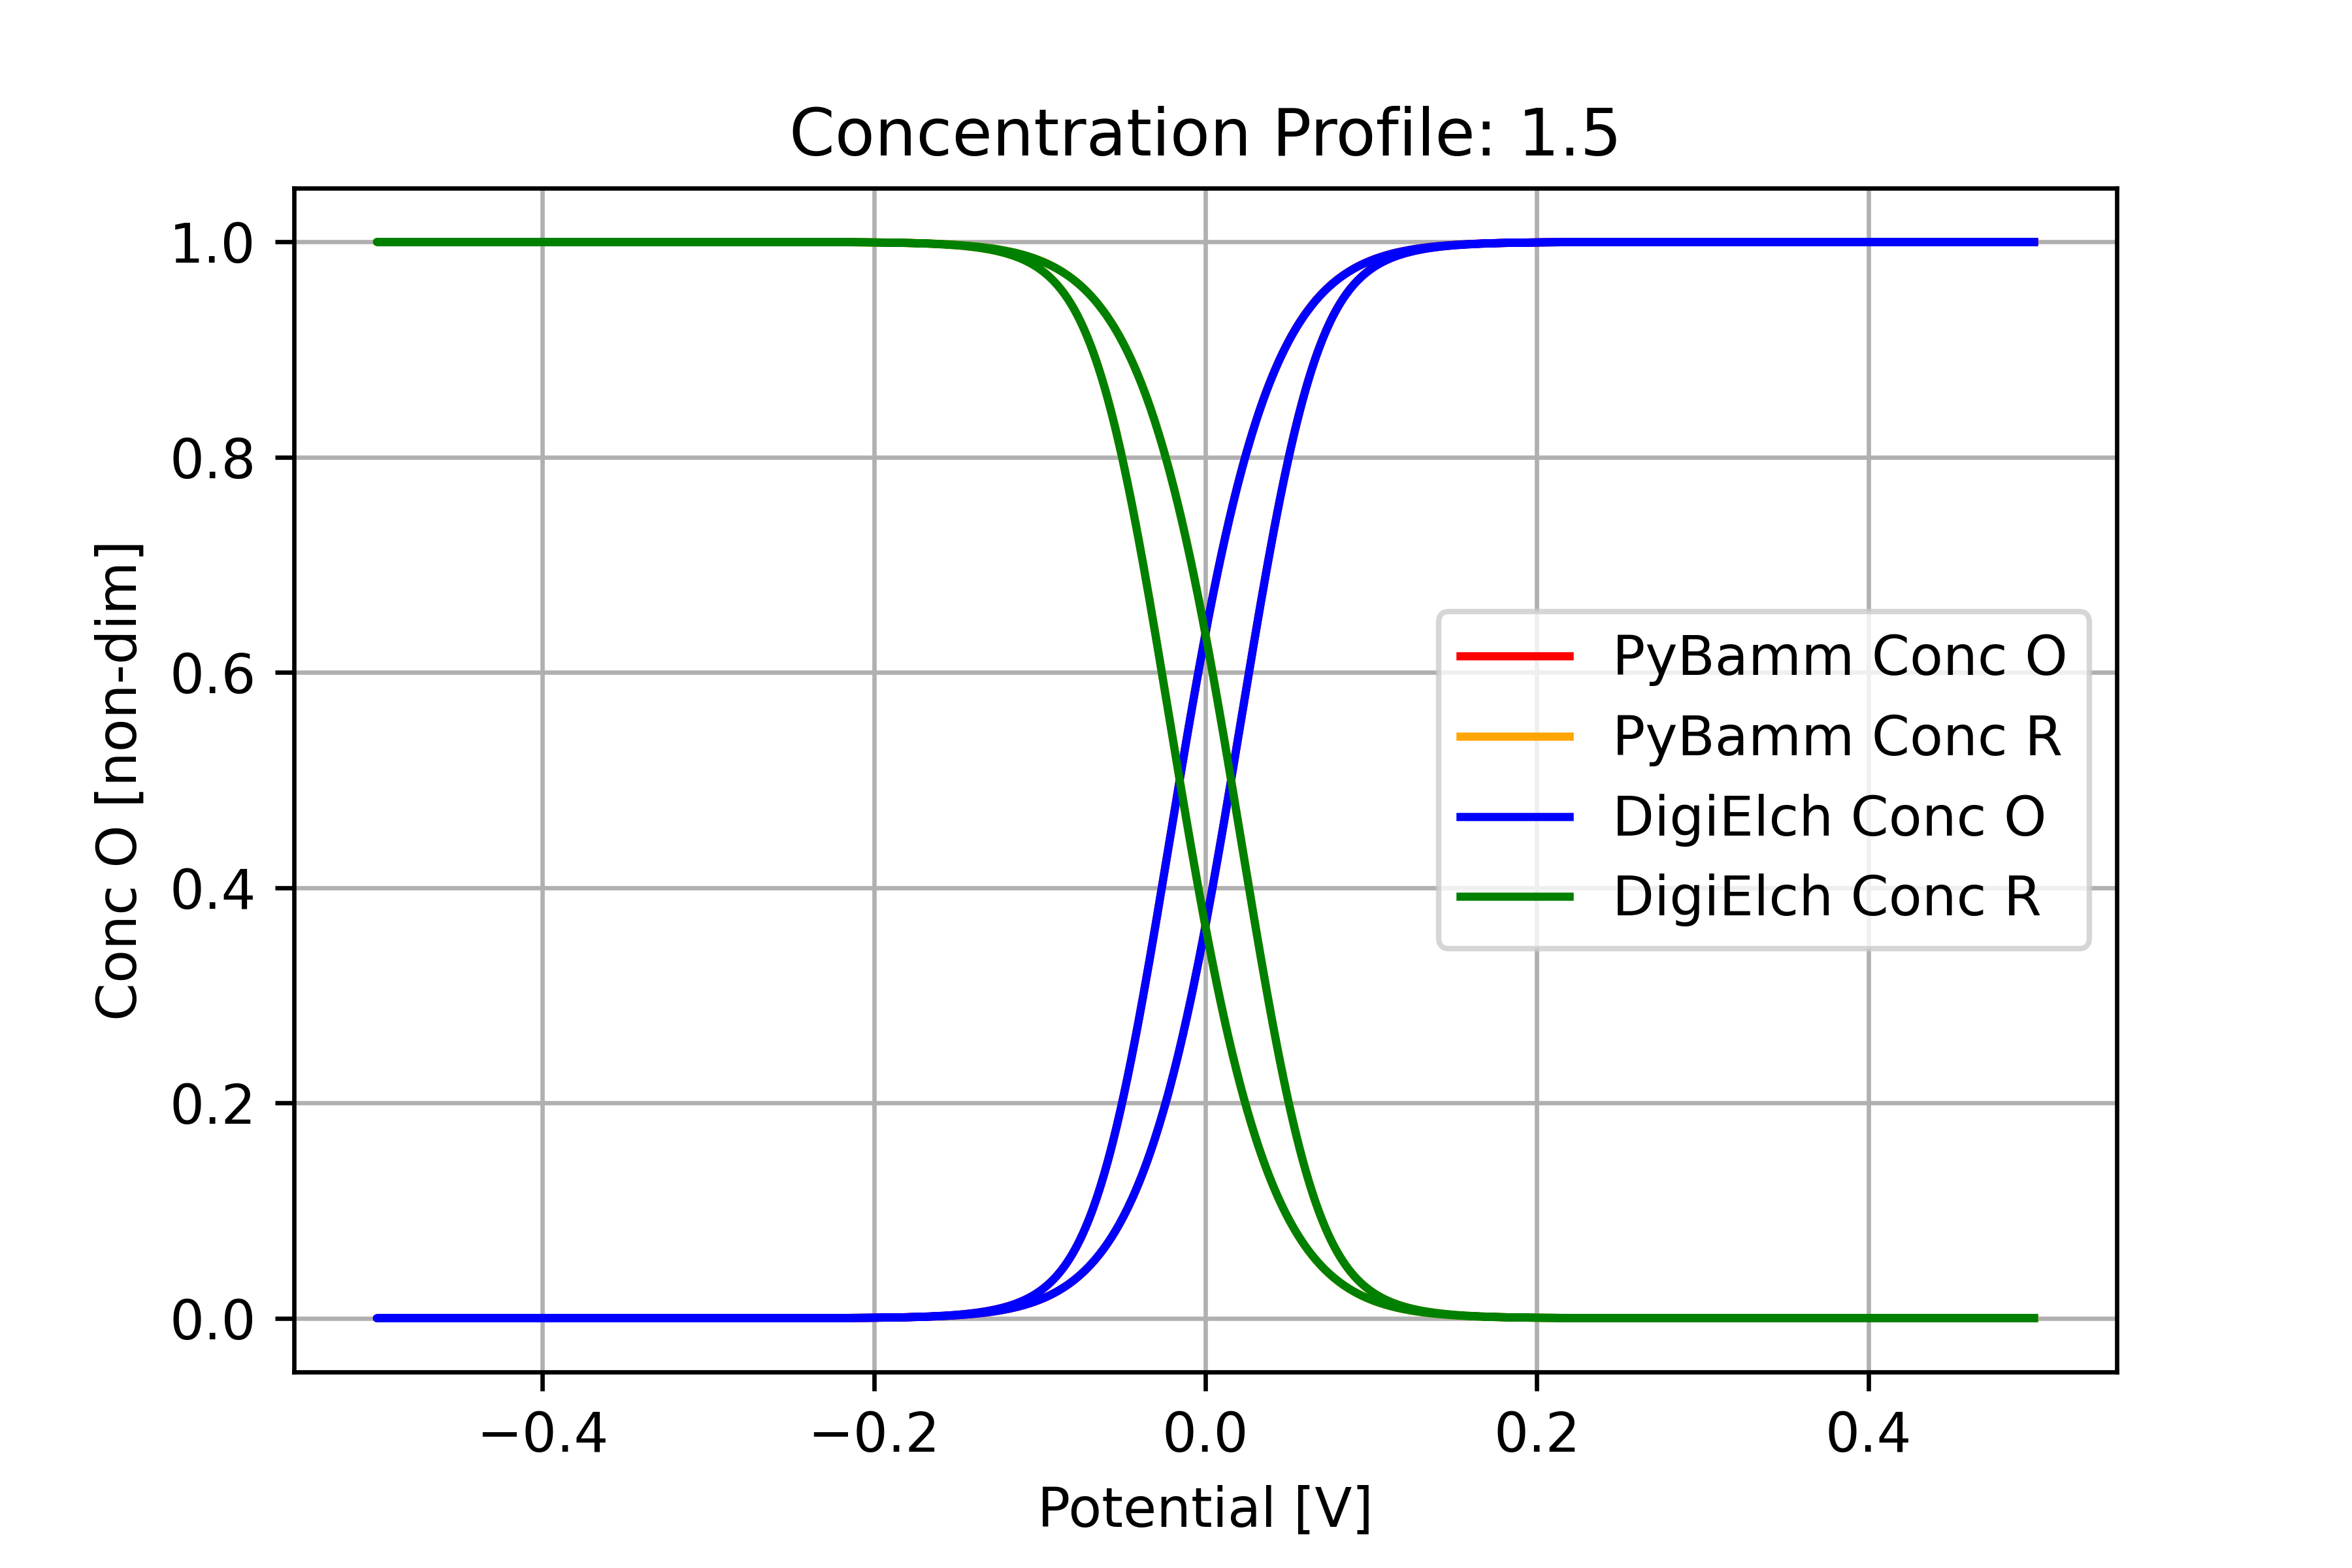 Concentration Profile: 1.5
Conc O [non-dim]
1.0
0.8
0.6
0.4
0.2
0.0
PyBamm Conc O
PyBamm Conc R
DigiElch Conc O
DigiElch Conc R
−0.4 −0.2 0.0 0.2 0.4
Potential [V]